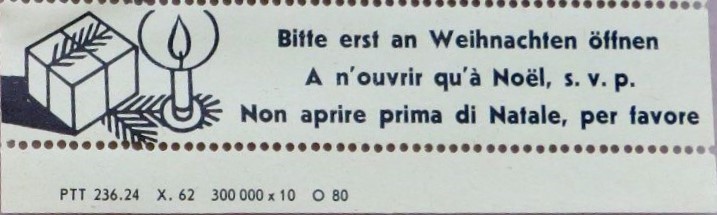 Bitte erst an Weihnachten öffnen
A n'ouvrir qu'à Noël, s. v. p.
Non aprire prima di Natale, per favore
PTT 236.24 X. 62 300 000 x 10 O 80